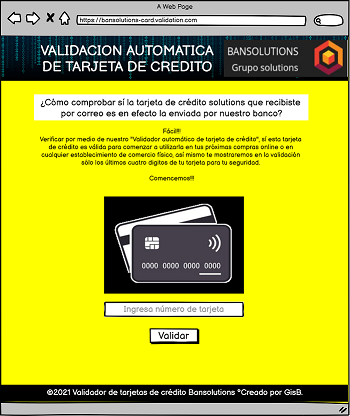 A Web Page
https://bansolutions-card.validation.com
VALIDACION AUTOMATICA
DE TARJETA DE CREDITO
BANSOLUTIONS
Grupo solutions
¿Cómo comprobar sí la tarjeta de crédito solutions que recibiste
por correo es en efecto la enviada por nuestro banco?
Fácil!!!
Verificar por medio de nuestro "Validador automático de tarjeta de crédito", sí esta tarjeta
de crédito es válida para comenzar a utilizarla en tus próximas compras online o en
cualquier establecimiento de comercio físico, así mismo te mostraremos en la validación
sólo los últimos cuatro digitos de tu tarjeta para tu seguridad.
Comencemos!!!
0000 0000 0000 0000
Ingresa número de tarjeta
Validar
©2021 Validador de tarjetas de crédito Bansolutions °Creado por GisB.